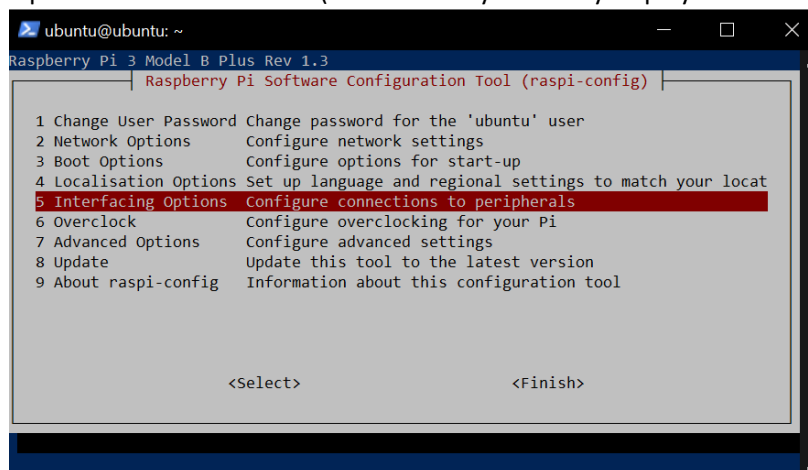 ubuntu@ubuntu: ~
Raspberry Pi 3 Model B Plus Rev 1.3
Raspberry Pi Software Configuration Tool (raspi-config)
1 Change User Password Change password for the 'ubuntu' user
2 Network Options Configure network settings
3 Boot Options Configure options for start-up
4 Localisation Options Set up language and regional settings to match your locat
5 Interfacing Options Configure connections to peripherals
6 Overclock Configure overclocking for your Pi
7 Advanced Options Configure advanced settings
8 Update Update this tool to the latest version
9 About raspi-config Information about this configuration tool
<Select> <Finish>